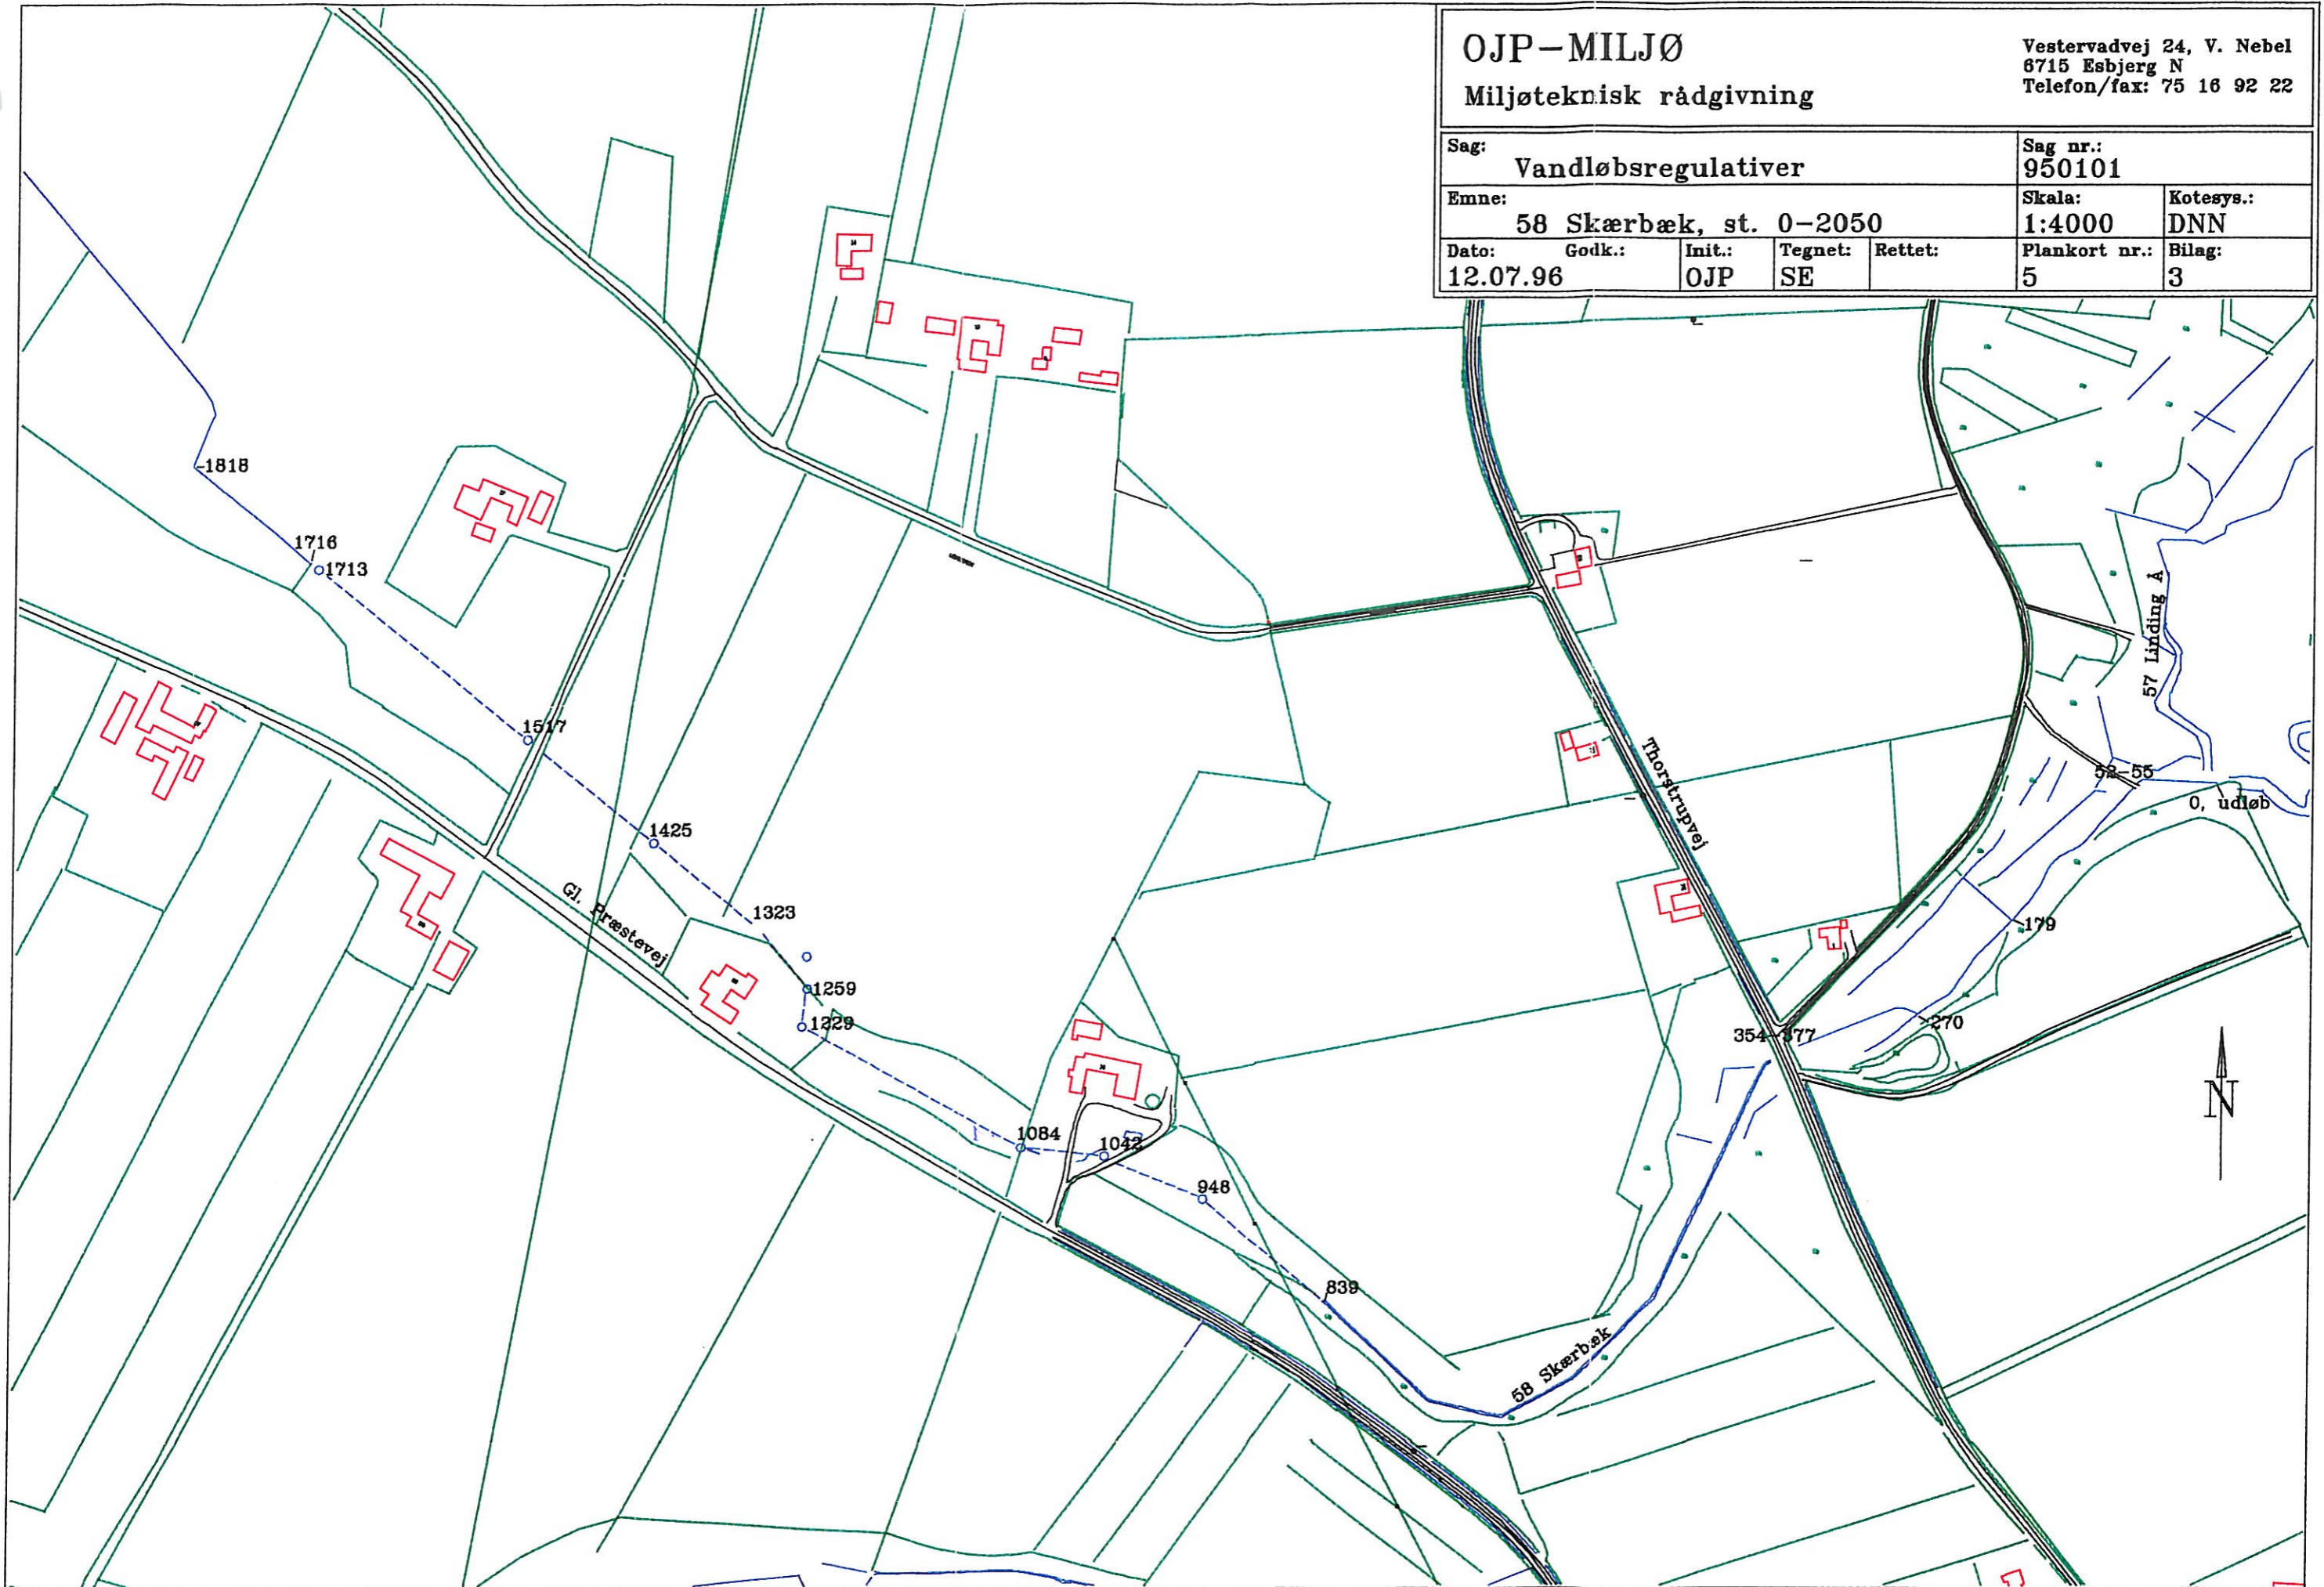 OJP-MILJØ
Miljøteknisk rådgivning
Vestervadvej 24, V. Nebel
6715 Esbjerg N
Telefon/fax: 75 16 92 22
Sag:
Vandløbsregulativer
Sag nr.:
950101
Emne:
58 Skærbæk, st. 0-2050
Skala:
1:4000
Kotesys.:
DNN
Dato:
12.07.96
Godk.:
Init.:
OJP
Tegnet:
SE
Rettet:
Plankort nr.:
5
Bilag:
3
1818
1716
1713
1517
1425
1323
1259
1229
1084
1042
948
839
Gl. Præstevej
58 Skærbæk
Thorstrupvej
354-377
270
179
52-55
0, udløb
57 Linding Å
N